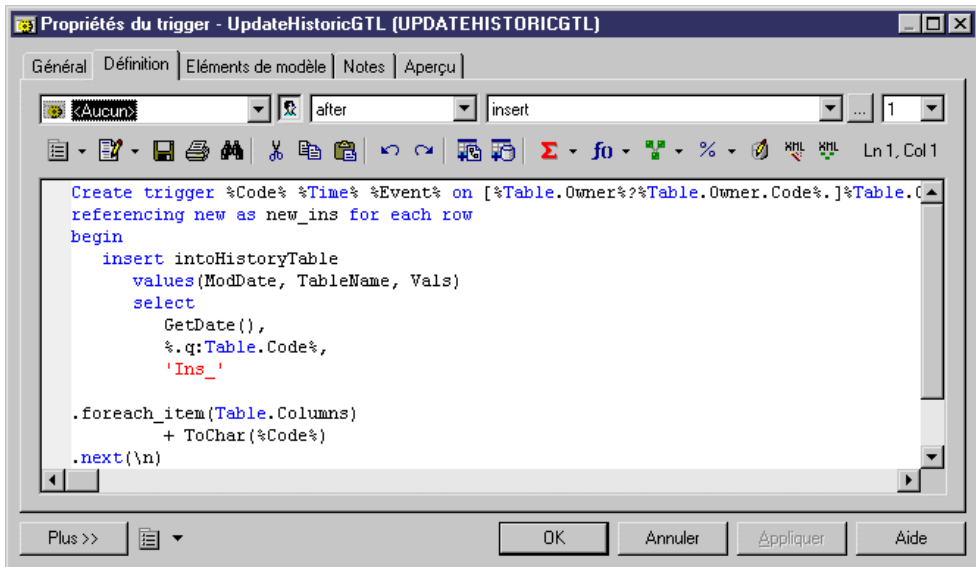 Propriétés du trigger - UpdateHistoricGTL (UPDATEHISTORICGTL)
Général Définition Eléments de modèle Notes Aperçu
<Aucun> after insert ... 1
Σ fo % XML XML Ln 1, Col 1
Create trigger %Code% %Time% %Event% on [%Table.Owner%?%Table.Owner.Code%.]%Table.
referencing new as new_ins for each row
begin
insert intoHistoryTable
values(ModDate, TableName, Vals)
select
GetDate(),
%.q:Table.Code%,
'Ins_'
.foreach_item(Table.Columns)
+ ToChar(%Code%)
.next(\n)
Plus >> OK Annuler Appliquer Aide